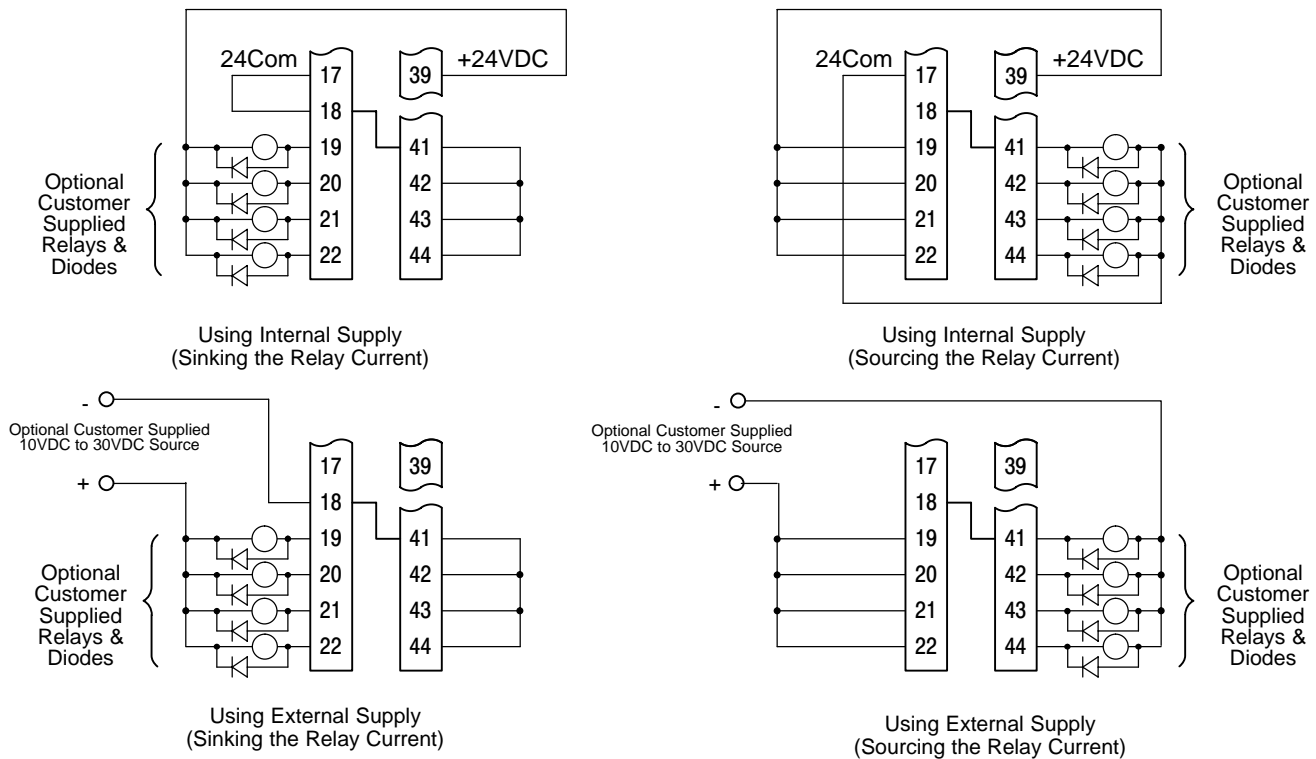 24Com
17
18
19
20
21
22
39
+24VDC
41
42
43
44
Optional
Customer
Supplied
Relays &
Diodes
Using Internal Supply
(Sinking the Relay Current)
24Com
17
18
19
20
21
22
39
+24VDC
41
42
43
44
Optional
Customer
Supplied
Relays &
Diodes
Using Internal Supply
(Sourcing the Relay Current)
-
Optional Customer Supplied
10VDC to 30VDC Source
+
17
18
19
20
21
22
39
41
42
43
44
Optional
Customer
Supplied
Relays &
Diodes
Using External Supply
(Sinking the Relay Current)
-
Optional Customer Supplied
10VDC to 30VDC Source
+
17
18
19
20
21
22
39
41
42
43
44
Optional
Customer
Supplied
Relays &
Diodes
Using External Supply
(Sourcing the Relay Current)